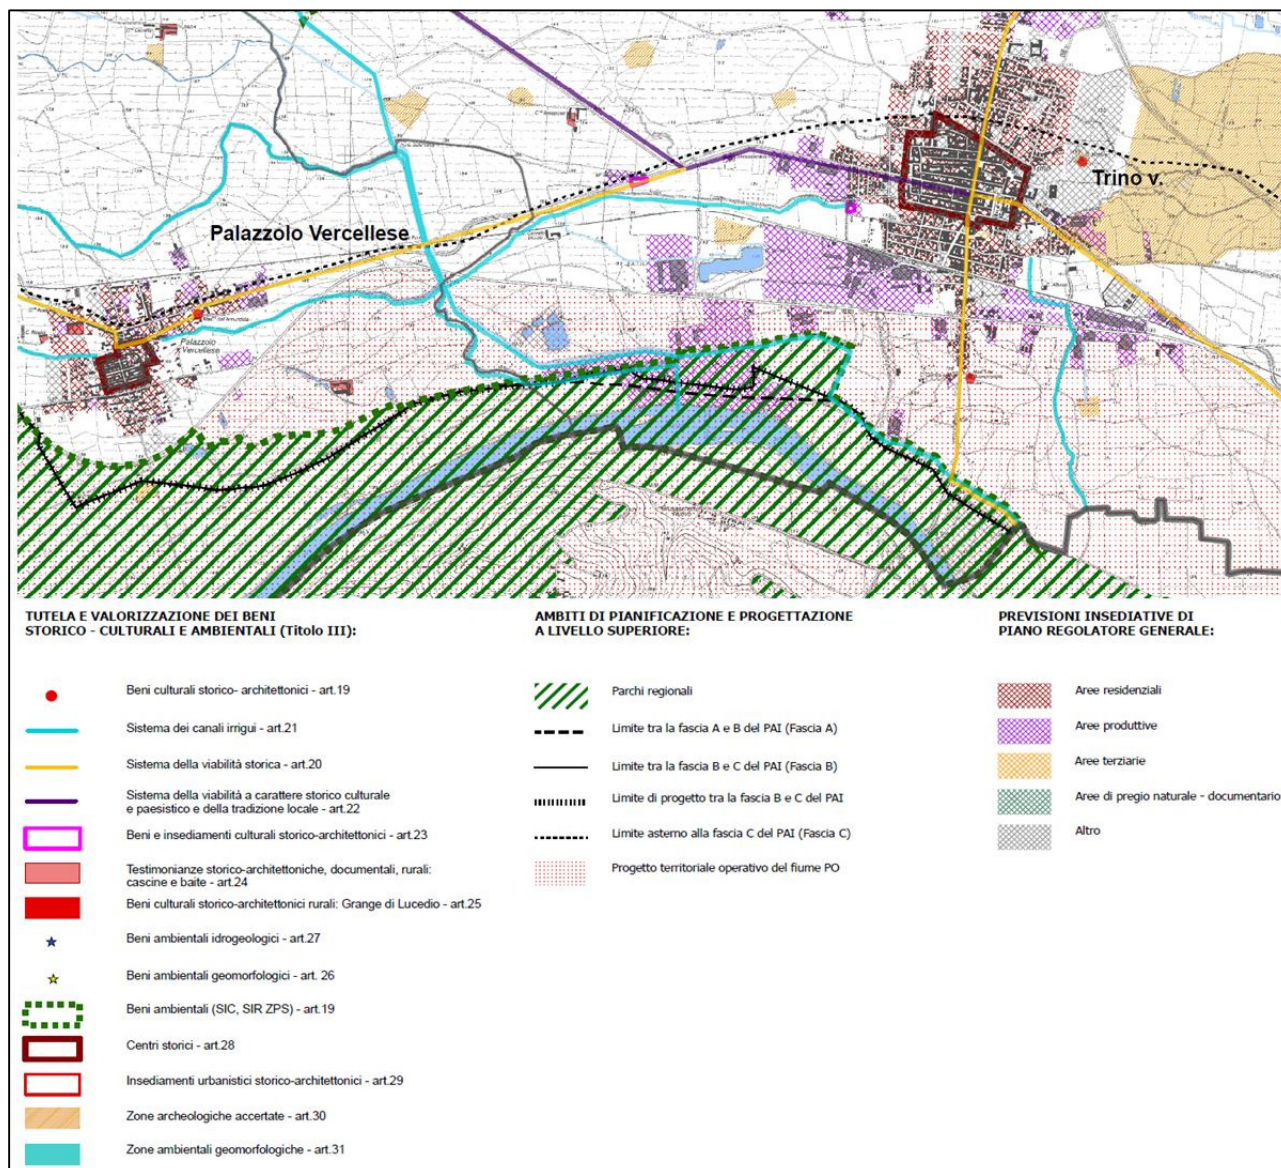 Palazzolo Vercellese
Trino v.
Palazzolo
Vercellese
TUTELA E VALORIZZAZIONE DEI BENI
STORICO - CULTURALI E AMBIENTALI (Titolo III):
Beni culturali storico- architettonici - art.19
Sistema dei canali irrigui - art.21
Sistema della viabilità storica - art.20
Sistema della viabilità a carattere storico culturale
e paesistico e della tradizione locale - art.22
Beni e insediamenti culturali storico-architettonici - art.23
Testimonianze storico-architettoniche, documentali, rurali:
cascine e baite - art.24
Beni culturali storico-architettonici rurali: Grange di Lucedio - art.25
Beni ambientali idrogeologici - art.27
Beni ambientali geomorfologici - art. 26
Beni ambientali (SIC, SIR ZPS) - art.19
Centri storici - art.28
Insediamenti urbanistici storico-architettonici - art.29
Zone archeologiche accertate - art.30
Zone ambientali geomorfologiche - art.31
AMBITI DI PIANIFICAZIONE E PROGETTAZIONE
A LIVELLO SUPERIORE:
Parchi regionali
Limite tra la fascia A e B del PAI (Fascia A)
Limite tra la fascia B e C del PAI (Fascia B)
Limite di progetto tra la fascia B e C del PAI
Limite asterno alla fascia C del PAI (Fascia C)
Progetto territoriale operativo del fiume PO
PREVISIONI INSEDIATIVE DI
PIANO REGOLATORE GENERALE:
Aree residenziali
Aree produttive
Aree terziarie
Aree di pregio naturale - documentario
Altro